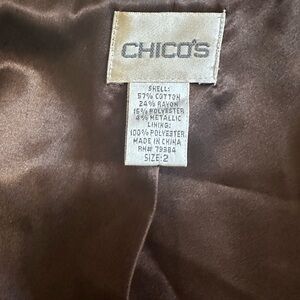 CHICO'S
SHELL:
57% COTTON
24% RAYON
15% POLYESTER
4% METALLIC
LINING:
100% POLYESTER
MADE IN CHINA
RN# 79384
SIZE: 2